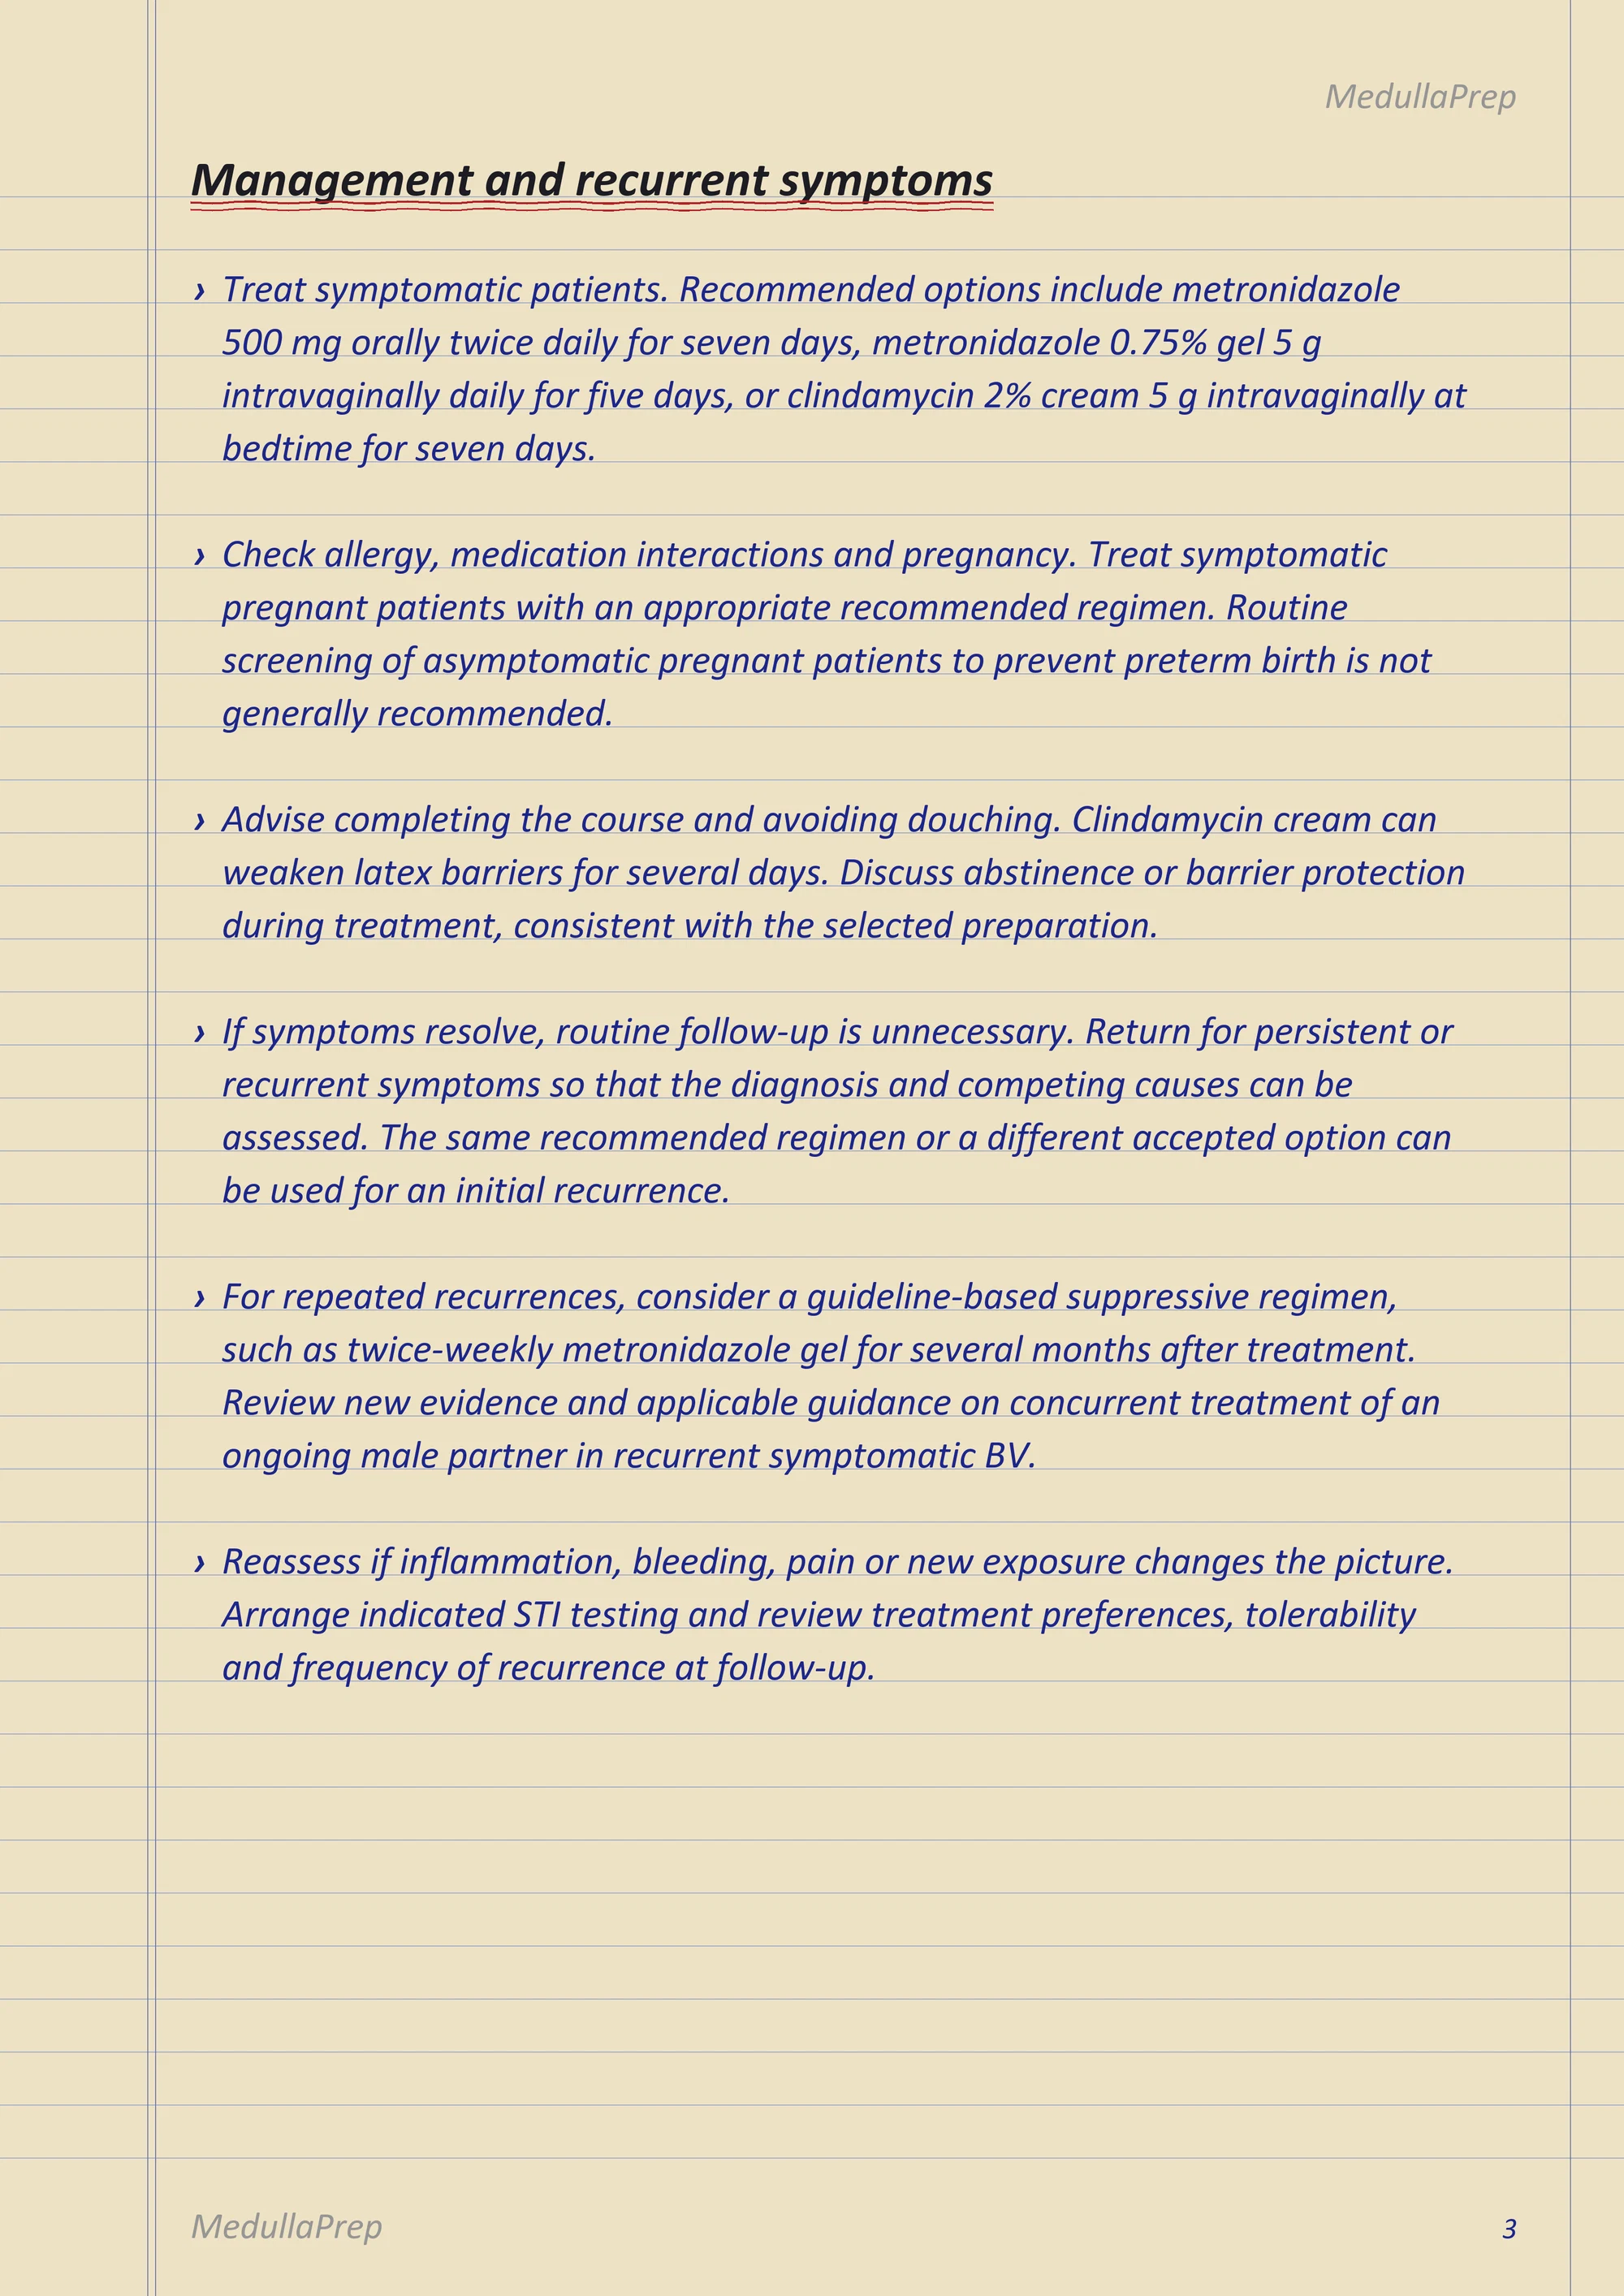 MedullaPrep
Management and recurrent symptoms
› Treat symptomatic patients. Recommended options include metronidazole
500 mg orally twice daily for seven days, metronidazole 0.75% gel 5 g
intravaginally daily for five days, or clindamycin 2% cream 5 g intravaginally at
bedtime for seven days.
› Check allergy, medication interactions and pregnancy. Treat symptomatic
pregnant patients with an appropriate recommended regimen. Routine
screening of asymptomatic pregnant patients to prevent preterm birth is not
generally recommended.
› Advise completing the course and avoiding douching. Clindamycin cream can
weaken latex barriers for several days. Discuss abstinence or barrier protection
during treatment, consistent with the selected preparation.
› If symptoms resolve, routine follow-up is unnecessary. Return for persistent or
recurrent symptoms so that the diagnosis and competing causes can be
assessed. The same recommended regimen or a different accepted option can
be used for an initial recurrence.
› For repeated recurrences, consider a guideline-based suppressive regimen,
such as twice-weekly metronidazole gel for several months after treatment.
Review new evidence and applicable guidance on concurrent treatment of an
ongoing male partner in recurrent symptomatic BV.
› Reassess if inflammation, bleeding, pain or new exposure changes the picture.
Arrange indicated STI testing and review treatment preferences, tolerability
and frequency of recurrence at follow-up.
MedullaPrep
3